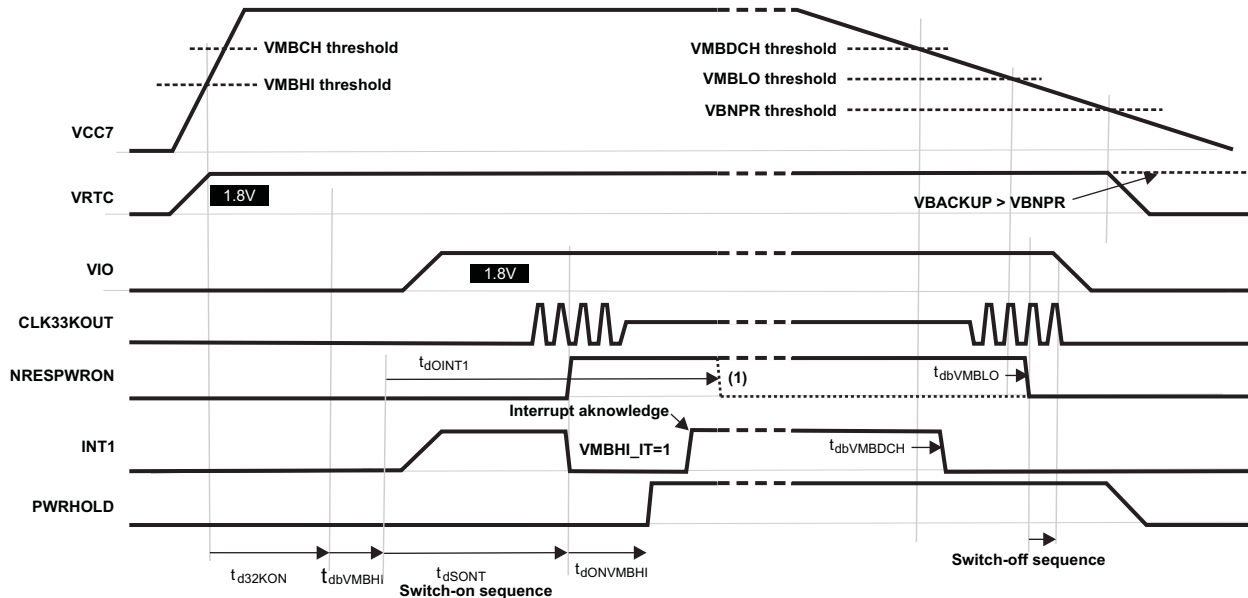 VMBCH threshold
VMBHI threshold
VMBDCH threshold
VMBLO threshold
VBNPR threshold
VCC7
VRTC
1.8V
VBACKUP > VBNPR
VIO
1.8V
CLK33KOUT
NRESPWRON
tdOINT1
(1)
tdbVMBLO
Interrupt aknowledge
INT1
VMBHI_IT=1
tdbVMBDCH
PWRHOLD
td32KON
tdbVMBHI
tdSONT
tdONVMBHI
Switch-on sequence
Switch-off sequence